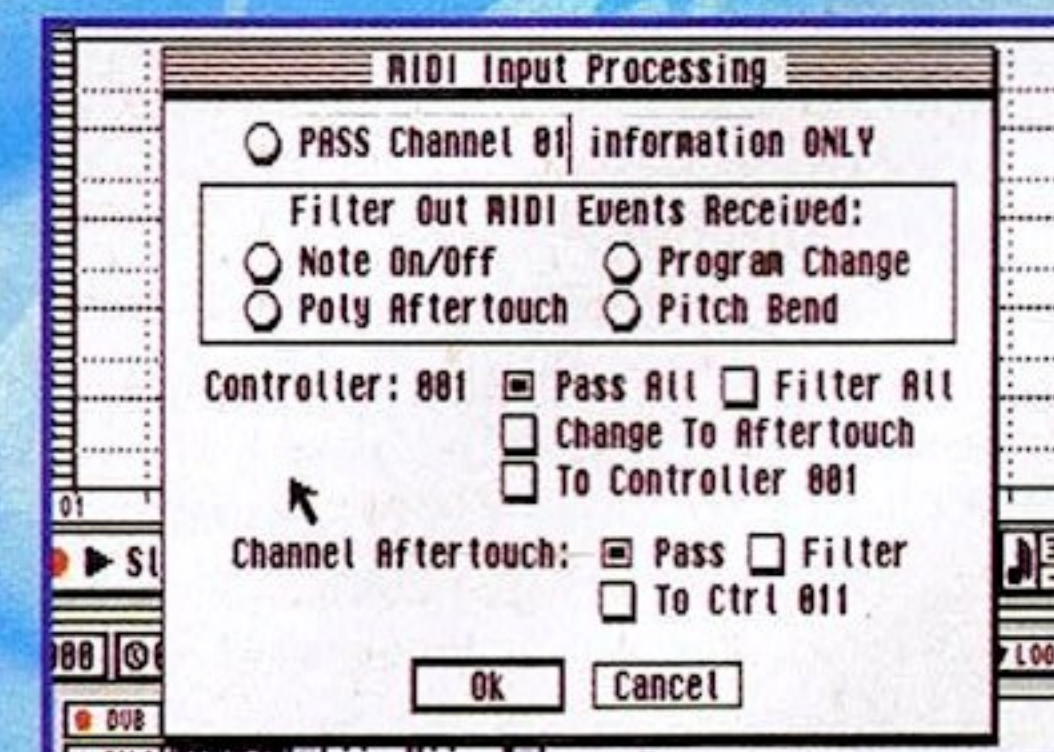 MIDI Input Processing
PASS Channel 01 information ONLY
Filter Out MIDI Events Received:
Note On/Off Program Change
Poly Aftertouch Pitch Bend
Controller: 001 Pass All Filter All
Change To Aftertouch
To Controller 001
Channel Aftertouch: Pass Filter
To Ctrl 011
Ok Cancel
01
DUB